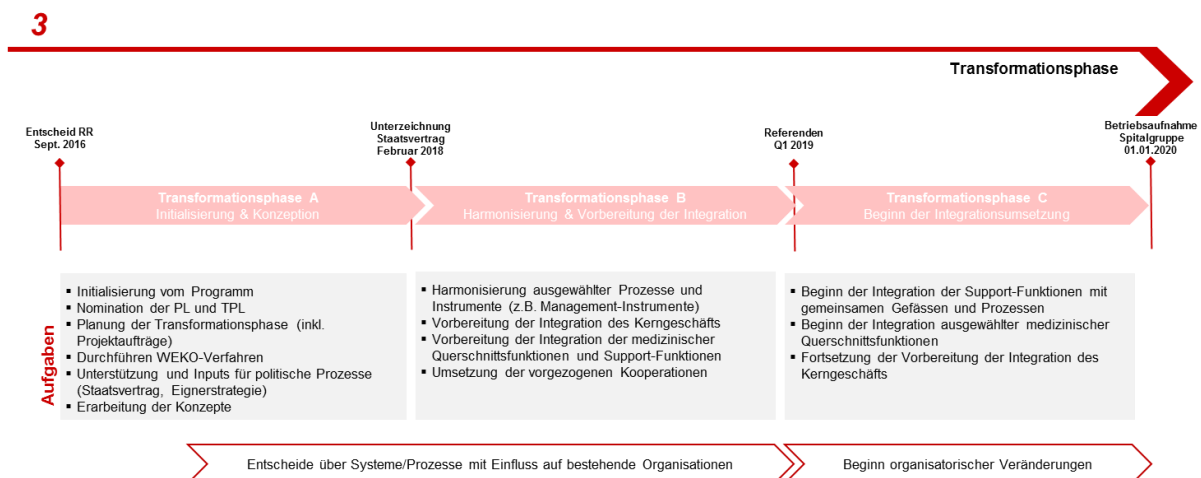 3
Transformationsphase
Entscheid RR
Sept. 2016
Unterzeichnung
Staatsvertrag
Februar 2018
Referenden
Q1 2019
Betriebsaufnahme
Spitalgruppe
01.01.2020
Transformationsphase A
Initialisierung & Konzeption
Transformationsphase B
Harmonisierung & Vorbereitung der Integration
Transformationsphase C
Beginn der Integrationsumsetzung
Aufgaben
▪ Initialisierung vom Programm
▪ Nomination der PL und TPL
▪ Planung der Transformationsphase (inkl.
Projektaufträge)
▪ Durchführen WEKO-Verfahren
▪ Unterstützung und Inputs für politische Prozesse
(Staatsvertrag, Eignerstrategie)
▪ Erarbeitung der Konzepte
▪ Harmonisierung ausgewählter Prozesse und
Instrumente (z.B. Management-Instrumente)
▪ Vorbereitung der Integration des Kerngeschäfts
▪ Vorbereitung der Integration der medizinischer
Querschnittsfunktionen und Support-Funktionen
▪ Umsetzung der vorgezogenen Kooperationen
▪ Beginn der Integration der Support-Funktionen mit
gemeinsamen Gefässen und Prozessen
▪ Beginn der Integration ausgewählter medizinischer
Querschnittsfunktionen
▪ Fortsetzung der Vorbereitung der Integration des
Kerngeschäfts
Entscheide über Systeme/Prozesse mit Einfluss auf bestehende Organisationen
Beginn organisatorischer Veränderungen